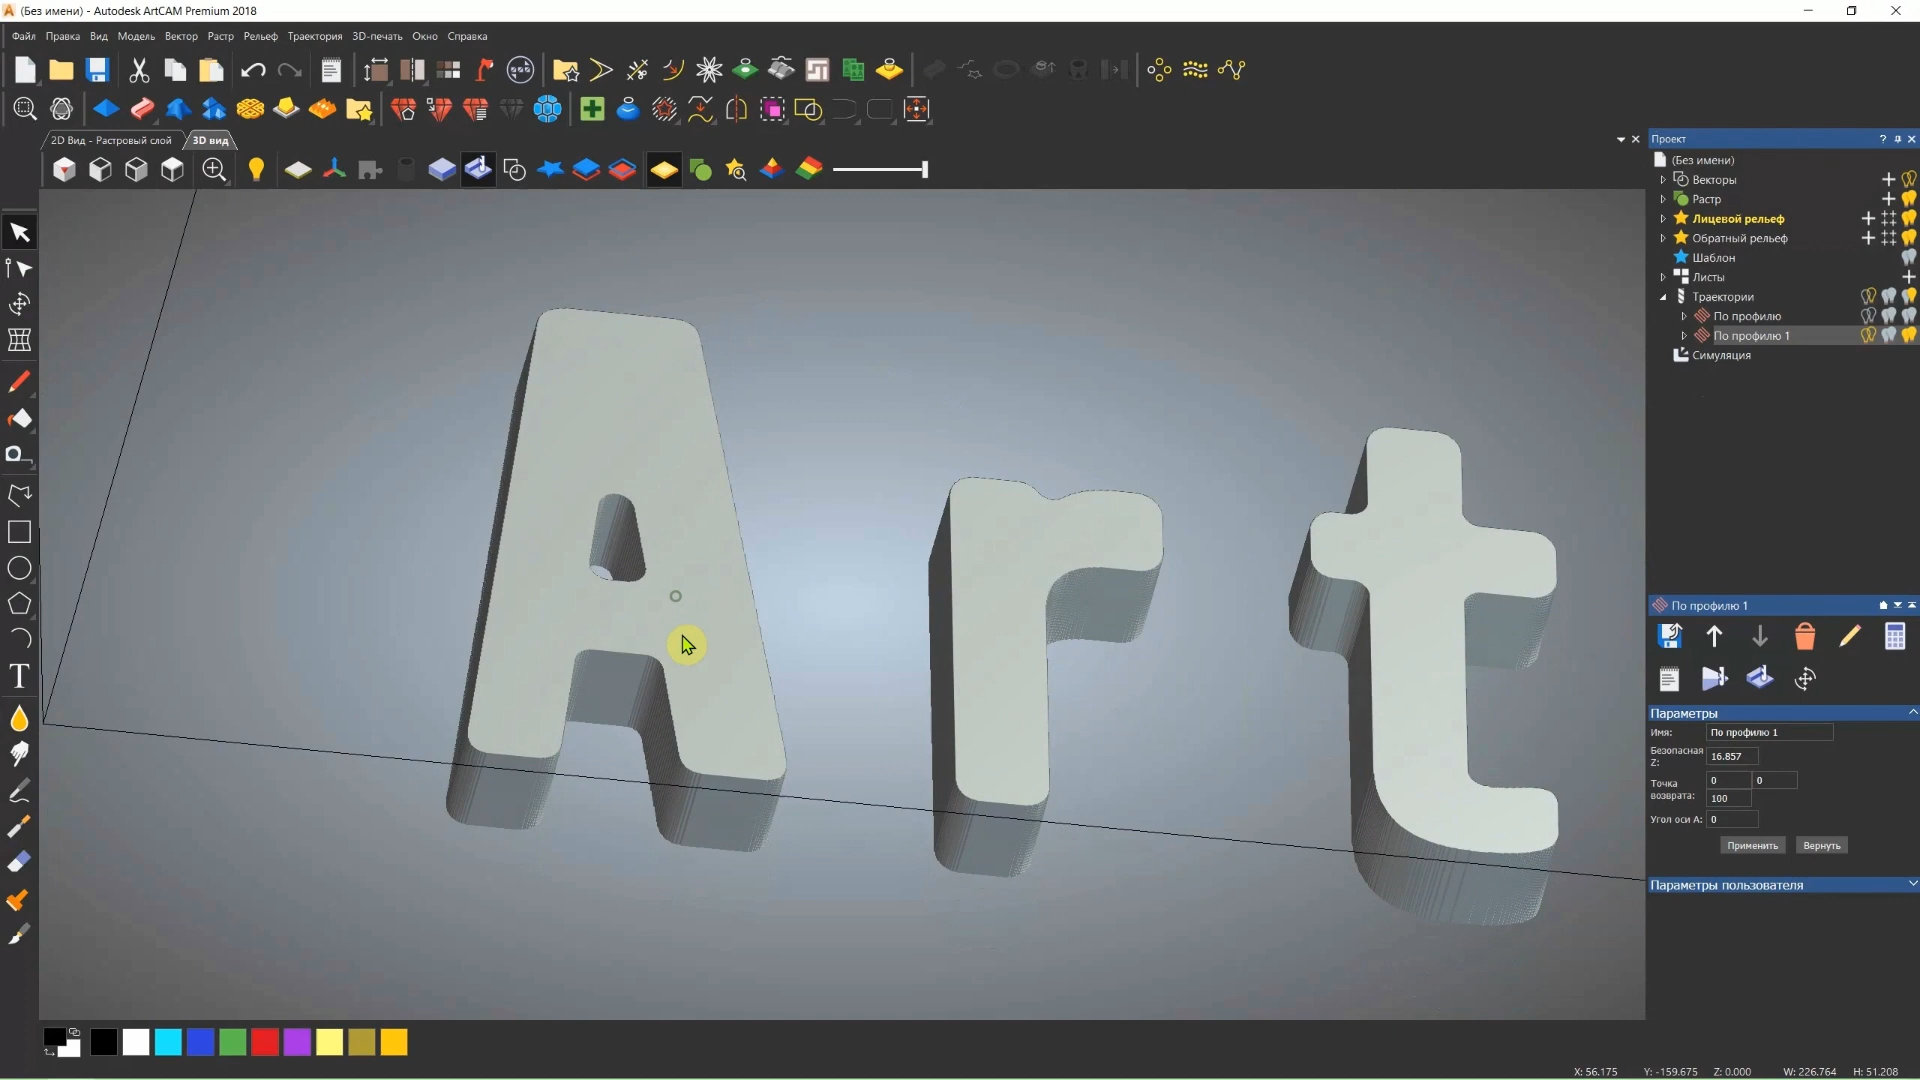 (Без имени) - Autodesk ArtCAM Premium 2018
Файл Правка Вид Модель Вектор Растр Рельеф Траектория 3D-печать Окно Справка
2D Вид - Растровый слой 3D вид
Проект
(Без имени)
Векторы
Растр
Лицевой рельеф
Обратный рельеф
Шаблон
Листы
Траектории
По профилю
По профилю 1
Симуляция
Art
По профилю 1
Параметры
Имя: По профилю 1
Безопасная Z: 16.857
Точка возврата: 0 0
100
Угол оси A: 0
Применить Вернуть
Параметры пользователя
X: 56.175 Y: -159.675 Z: 0.000 W: 226.764 H: 51.208